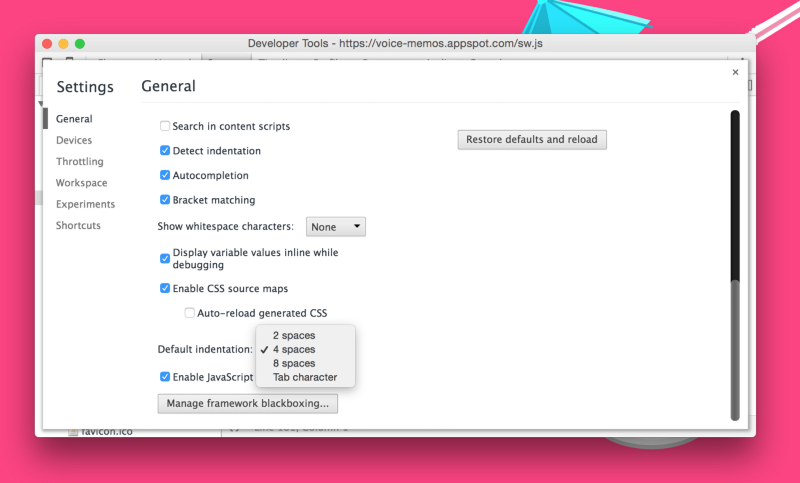 Developer Tools - https://voice-memos.appspot.com/sw.js
Settings
General
×
General
Devices
Throttling
Workspace
Experiments
Shortcuts
Search in content scripts
Restore defaults and reload
Detect indentation
Autocompletion
Bracket matching
Show whitespace characters:
None
Display variable values inline while
debugging
Enable CSS source maps
Auto-reload generated CSS
Default indentation:
2 spaces
✓ 4 spaces
8 spaces
Tab character
Enable JavaScript
Manage framework blackboxing...
favicon.ico